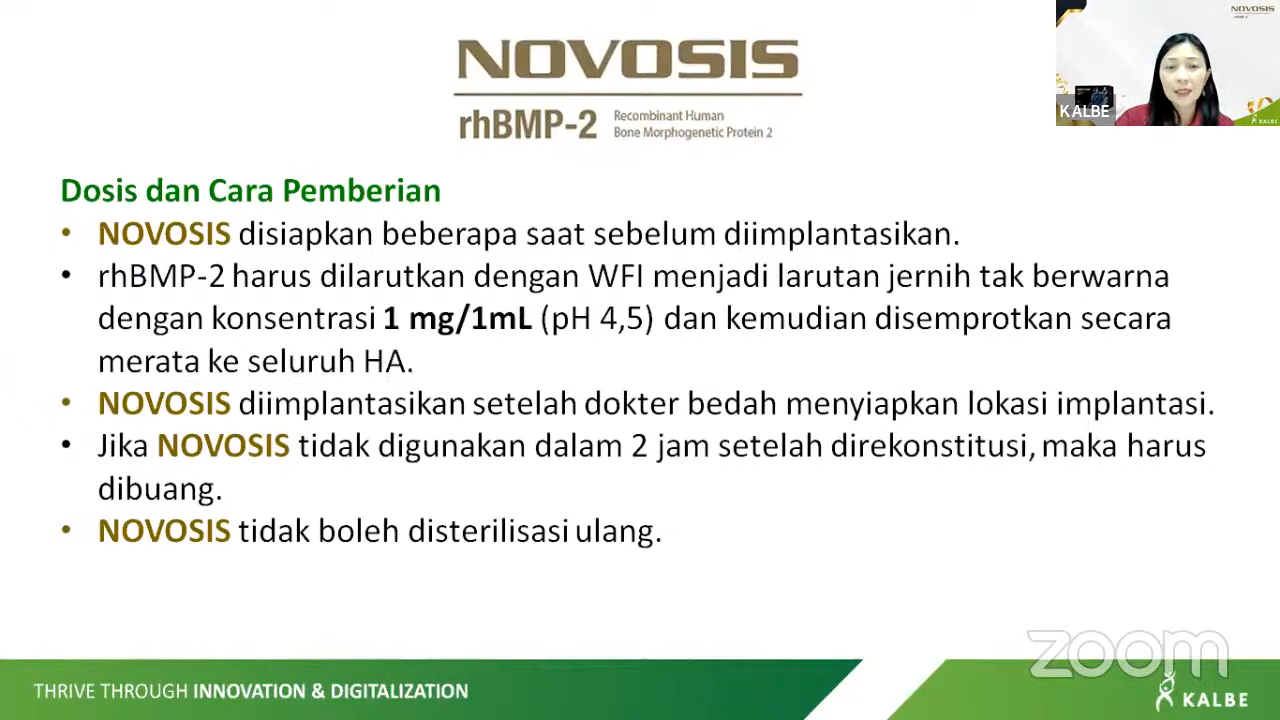 NOVOSIS
rhBMP-2
Recombinant Human
Bone Morphogenetic Protein 2
NOVOSIS
KALBE
KALBE
Dosis dan Cara Pemberian
• NOVOSIS disiapkan beberapa saat sebelum diimplantasikan.
• rhBMP-2 harus dilarutkan dengan WFI menjadi larutan jernih tak berwarna
dengan konsentrasi 1 mg/1mL (pH 4,5) dan kemudian disemprotkan secara
merata ke seluruh HA.
• NOVOSIS diimplantasikan setelah dokter bedah menyiapkan lokasi implantasi.
• Jika NOVOSIS tidak digunakan dalam 2 jam setelah direkonstitusi, maka harus
dibuang.
• NOVOSIS tidak boleh disterilisasi ulang.
zoom
THRIVE THROUGH INNOVATION & DIGITALIZATION
KALBE